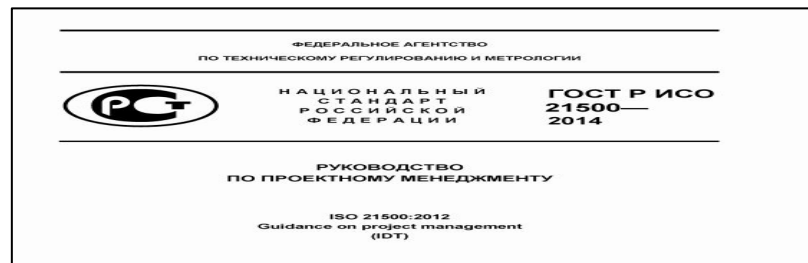 ФЕДЕРАЛЬНОЕ АГЕНТСТВО
ПО ТЕХНИЧЕСКОМУ РЕГУЛИРОВАНИЮ И МЕТРОЛОГИИ
НАЦИОНАЛЬНЫЙ
СТАНДАРТ
РОССИЙСКОЙ
ФЕДЕРАЦИИ
ГОСТ Р ИСО
21500—
2014
РУКОВОДСТВО
ПО ПРОЕКТНОМУ МЕНЕДЖМЕНТУ
ISO 21500:2012
Guidance on project management
(IDT)